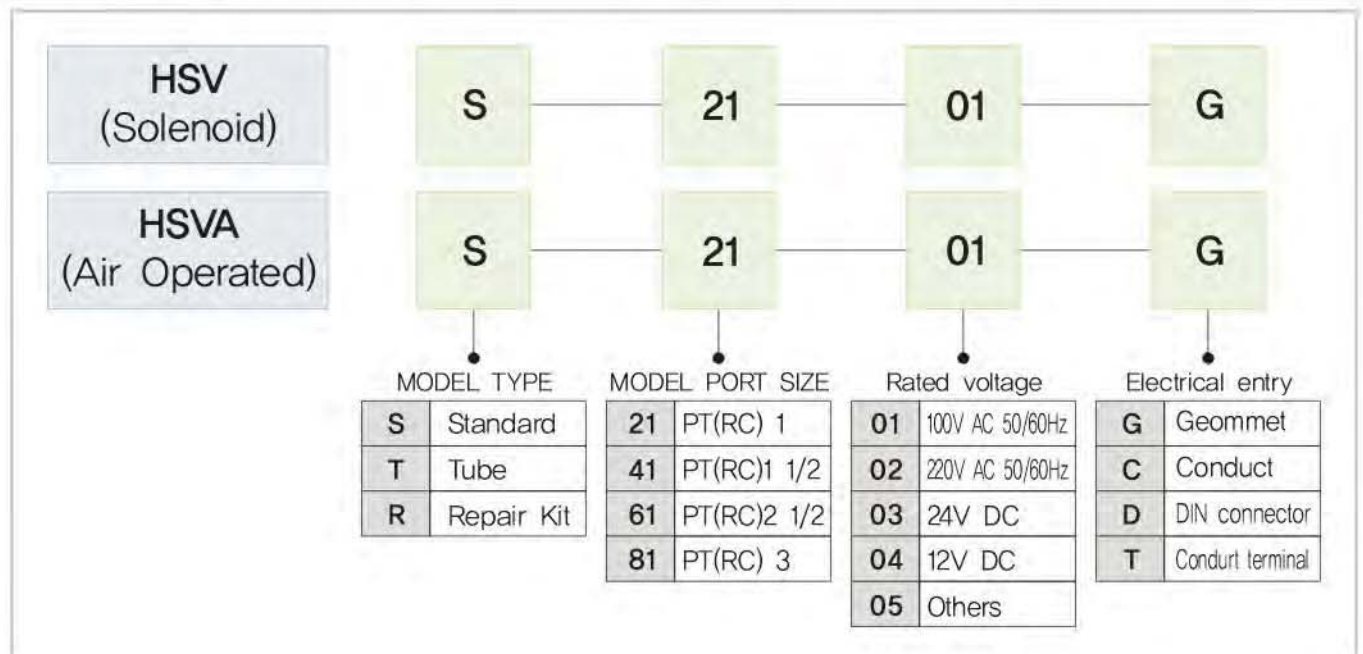 HSV
(Solenoid)
S
21
01
G
HSVA
(Air Operated)
S
21
01
G
MODEL TYPE
S Standard
T Tube
R Repair Kit
MODEL PORT SIZE
21 PT(RC) 1
41 PT(RC)1 1/2
61 PT(RC)2 1/2
81 PT(RC) 3
Rated voltage
01 100V AC 50/60Hz
02 220V AC 50/60Hz
03 24V DC
04 12V DC
05 Others
Electrical entry
G Geommet
C Conduct
D DIN connector
T Condurt terminal